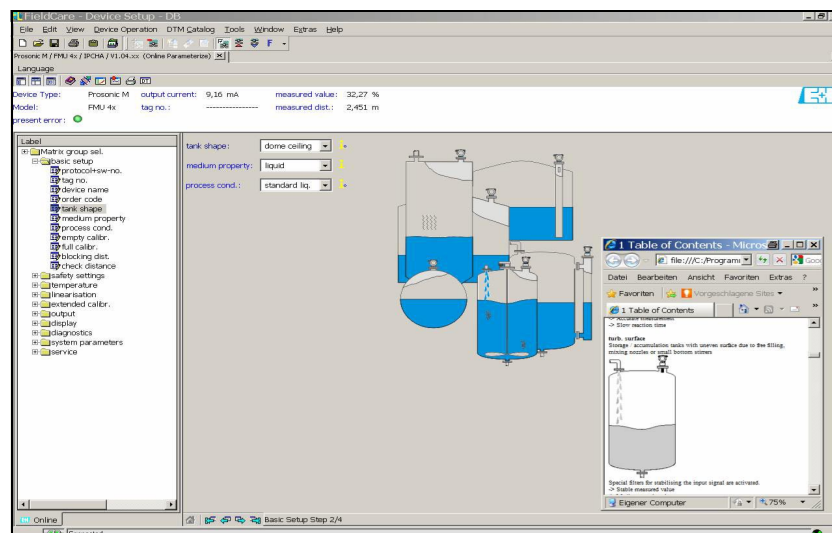 FieldCare - Device Setup - DB
File Edit View Device Operation DTM Catalog Tools Window Extras Help
Prosonic M / FMU 4x / IPCHA / V1.04.xx (Online Parameterize)
Language
Device Type: Prosonic M output current: 9,16 mA measured value: 32,27 %
Model: FMU 4x tag no.: ---------------- measured dist.: 2,451 m
present error:
Label
Matrix group sel.
basic setup
protocol+sw-no.
tag no.
device name
order code
tank shape
medium property
process cond.
empty calibr.
full calibr.
blocking dist.
check distance
safety settings
temperature
linearisation
extended calibr.
output
display
diagnostics
system parameters
service
Online
tank shape: dome ceiling
medium property: liquid
process cond.: standard liq.
Basic Setup Step 2/4
1 Table of Contents - Micros
file:///C:/Programi
Goo
Datei Bearbeiten Ansicht Favoriten Extras ?
Favoriten Vorgeschlagene Sites
1 Table of Contents
-> Accurate measurement
-> Slow reaction time
turb. surface
Storage / accumulation tanks with uneven surface due to free filling,
mixing nozzles or small bottom stirrers
Special filters for stabilising the input signal are activated.
-> Stable measured value
Eigener Computer 75%